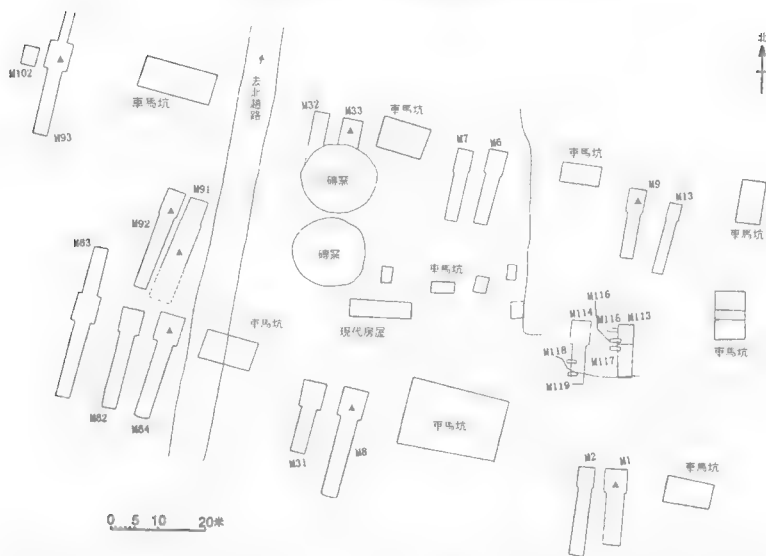 北
M102
M93
車馬坑
去北趙路
M32
M33
車馬坑
磚窯
M7
M6
車馬坑
M9
M13
車馬坑
M91
M92
磚窯
M63
車馬坑
現代房屋
M116
M114
M116
M113
M118
M117
M119
車馬坑
車馬坑
M62
M64
M31
M8
車馬坑
M2
M1
車馬坑
0 5 10 20米